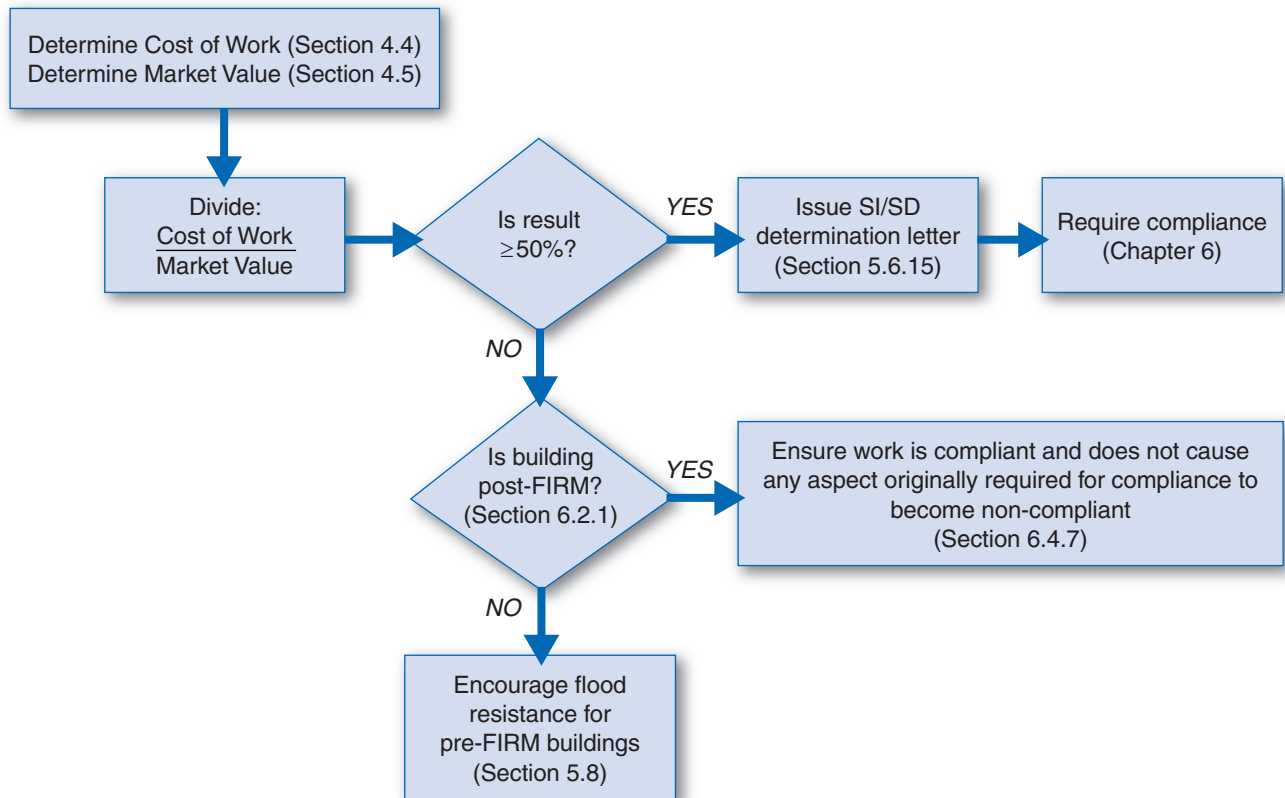 Determine Cost of Work (Section 4.4)
Determine Market Value (Section 4.5)
Divide:
Cost of Work
Market Value
Is result
≥50%?
YES
Issue SI/SD
determination letter
(Section 5.6.15)
Require compliance
(Chapter 6)
NO
Is building
post-FIRM?
(Section 6.2.1)
YES
Ensure work is compliant and does not cause
any aspect originally required for compliance to
become non-compliant
(Section 6.4.7)
NO
Encourage flood
resistance for
pre-FIRM buildings
(Section 5.8)